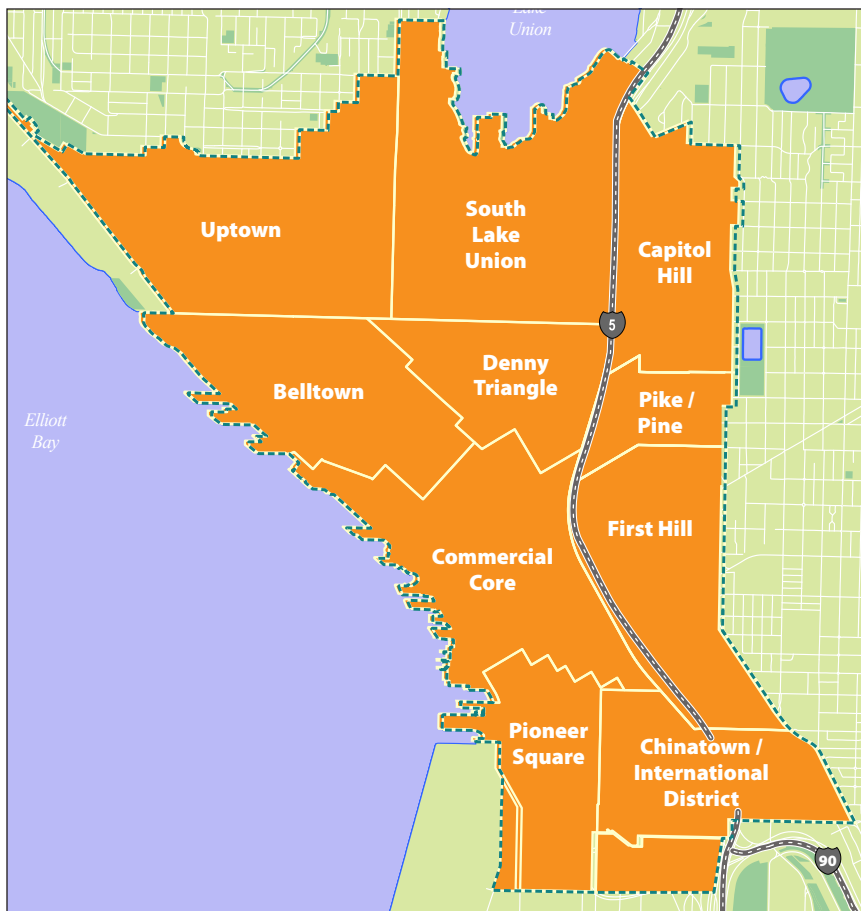 Lake
Union
Uptown
South
Lake
Union
Capitol
Hill
5
Denny
Triangle
Belltown
Pike /
Pine
Elliott
Bay
First Hill
Commercial
Core
Pioneer
Square
Chinatown /
International
District
90